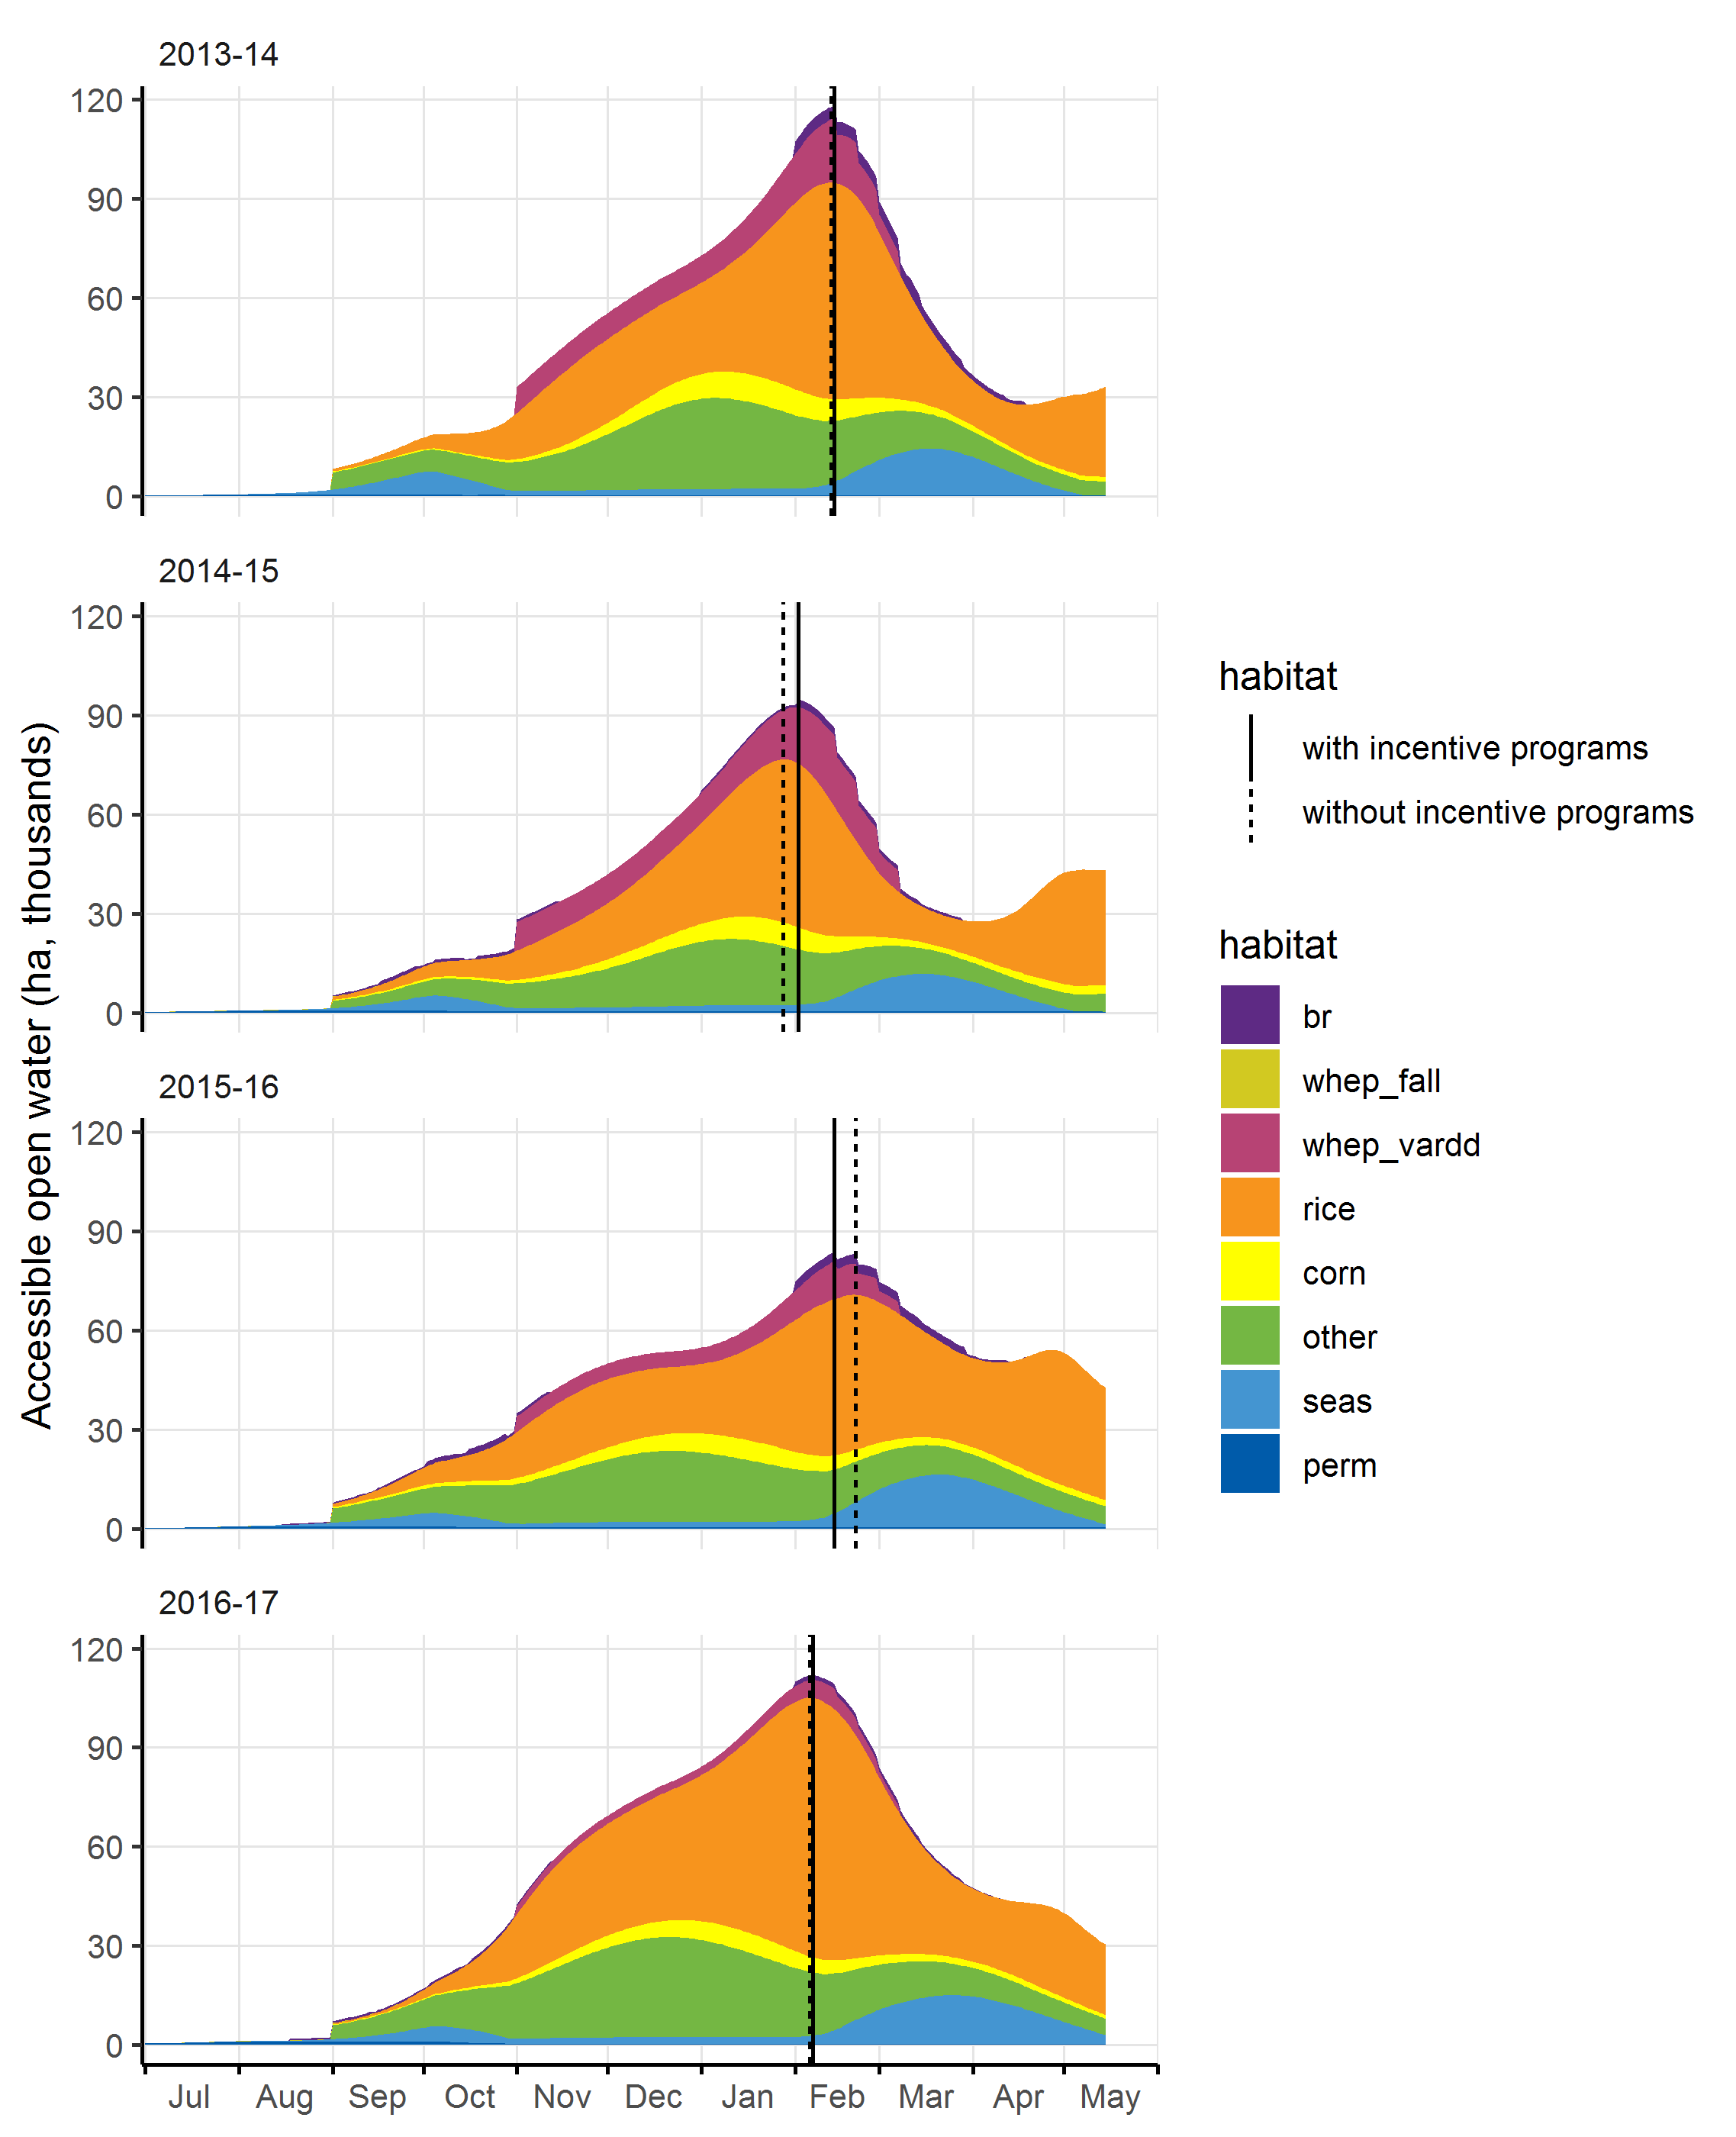 2013-14
120
90
60
30
0
2014-15
120
90
60
30
0
2015-16
120
90
60
30
0
2016-17
120
90
60
30
0
Jul Aug Sep Oct Nov Dec Jan Feb Mar Apr May
Accessible open water (ha, thousands)
habitat
with incentive programs
without incentive programs
habitat
br
whep_fall
whep_vardd
rice
corn
other
seas
perm